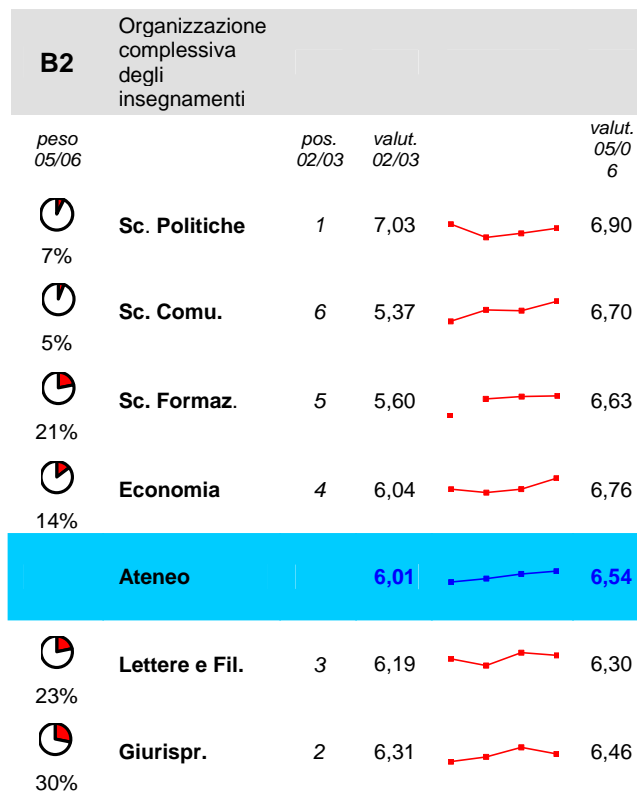 B2
Organizzazione
complessiva
degli
insegnamenti
peso
05/06
pos.
02/03
valut.
02/03
valut.
05/0
6
Sc. Politiche 1 7,03 6,90
7%
Sc. Comu. 6 5,37 6,70
5%
Sc. Formaz. 5 5,60 6,63
21%
Economia 4 6,04 6,76
14%
Ateneo 6,01 6,54
Lettere e Fil. 3 6,19 6,30
23%
Giurispr. 2 6,31 6,46
30%